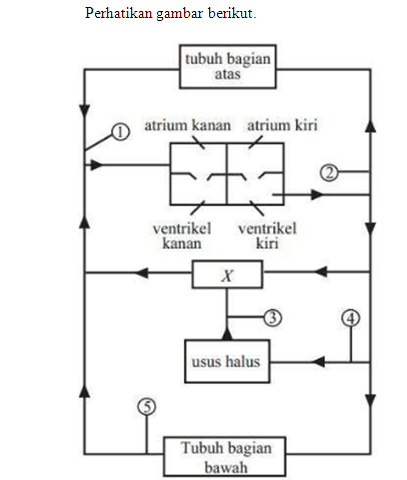 Perhatikan gambar berikut.
tubuh bagian
atas
1
atrium kanan
atrium kiri
2
ventrikel
kanan
ventrikel
kiri
X
3
4
usus halus
5
Tubuh bagian
bawah